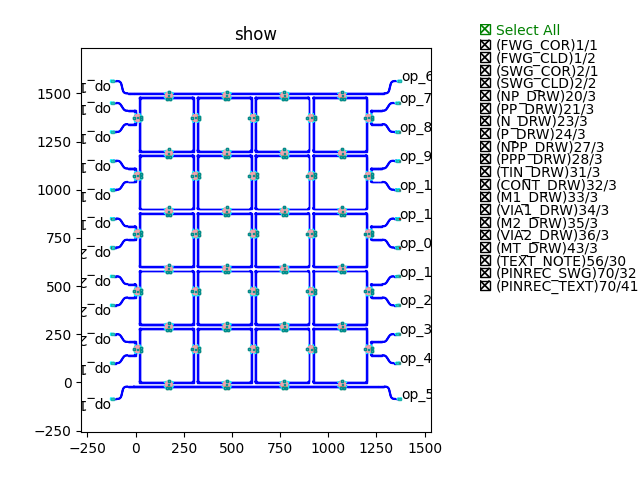 show
Select All
(FWG_COR)1/1
(FWG_CLD)1/2
(SWG_COR)2/1
(SWG_CLD)2/2
(NP_DRW)20/3
(PP_DRW)21/3
(N_DRW)23/3
(P_DRW)24/3
(NPP_DRW)27/3
(PPP_DRW)28/3
(TIN_DRW)31/3
(CONT_DRW)32/3
(M1_DRW)33/3
(VIA1_DRW)34/3
(M2_DRW)35/3
(VIA2_DRW)36/3
(MT_DRW)43/3
(TEXT_NOTE)56/30
(PINREC_SWG)70/32
(PINREC_TEXT)70/41
op_6
op_7
op_8
op_9
op_1
op_1
op_0
op_1
op_2
op_3
op_4
op_5
1500
1250
1000
750
500
250
0
−250
−250
0
250
500
750
1000
1250
1500